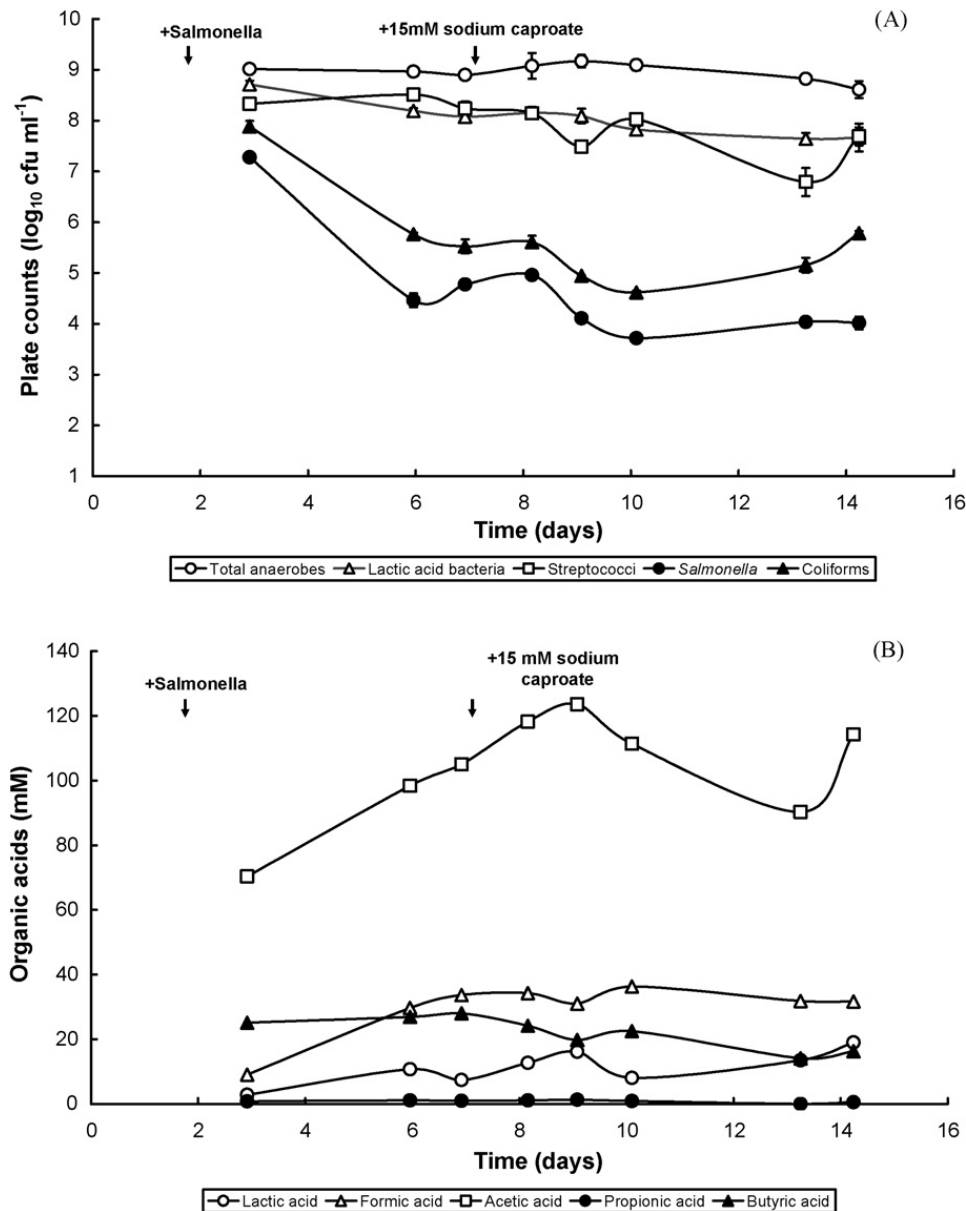 (A)
+Salmonella
+15mM sodium caproate
Plate counts (log₁₀ cfu ml⁻¹)
10
9
8
7
6
5
4
3
2
1
0 2 4 6 8 10 12 14 16
Time (days)
Total anaerobes Lactic acid bacteria Streptococci Salmonella Coliforms
(B)
+Salmonella
+15 mM sodium
caproate
Organic acids (mM)
140
120
100
80
60
40
20
0
0 2 4 6 8 10 12 14 16
Time (days)
Lactic acid Formic acid Acetic acid Propionic acid Butyric acid